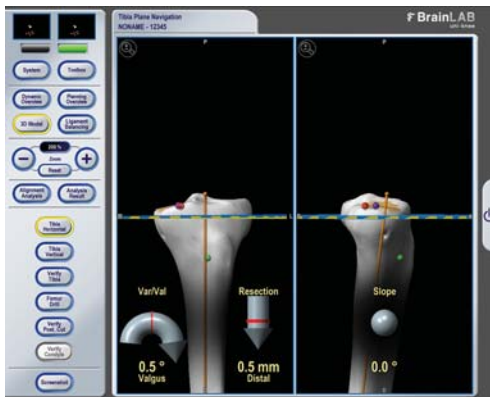 Tibia Plane Navigation
NONAME - 12345
BrainLAB
uni-knee
System
Toolbox
Dynamic
Overview
Planning
Overview
3D Model
Ligament
Balancing
200 %
Zoom
Reset
Alignment
Analysis
Analysis
Result
Tibia
Horizontal
Tibia
Vertical
Verify
Tibia
Femur
Drill
Verify
Post. Cut
Verify
Condyle
Screenshot
Var/Val
0.5 °
Valgus
Resection
0.5 mm
Distal
Slope
0.0 °